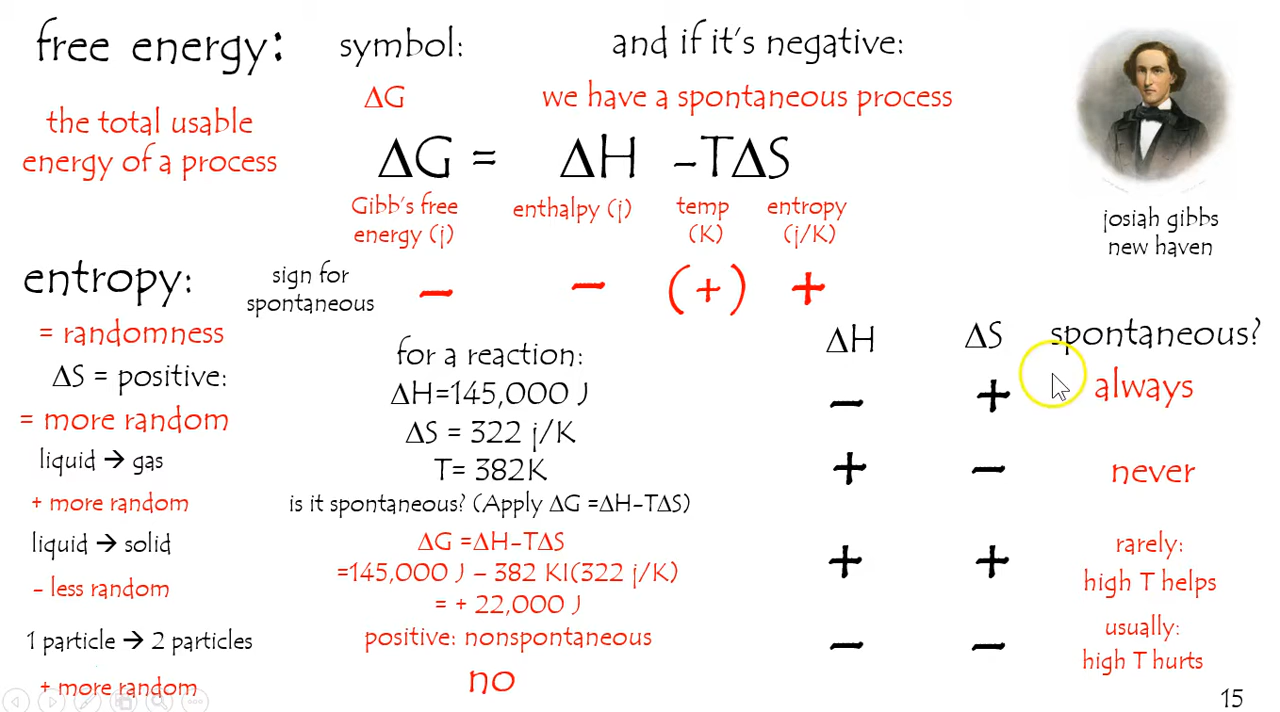 free energy:
the total usable
energy of a process
symbol:
ΔG
and if it's negative:
we have a spontaneous process
ΔG = ΔH -TΔS
Gibb's free
energy (j)
enthalpy (j)
temp
(K)
entropy
(j/K)
josiah gibbs
new haven
sign for
spontaneous
- - (+) +
entropy:
= randomness
ΔS = positive:
= more random
liquid → gas
+ more random
liquid → solid
- less random
1 particle → 2 particles
+ more random
for a reaction:
ΔH=145,000 J
ΔS = 322 j/K
T= 382K
is it spontaneous? (Apply ΔG =ΔH-TΔS)
ΔG =ΔH-TΔS
=145,000 J – 382 KI(322 j/K)
= + 22,000 J
positive: nonspontaneous
no
ΔH ΔS spontaneous?
- + always
+ - never
+ + rarely:
high T helps
- - usually:
high T hurts
15